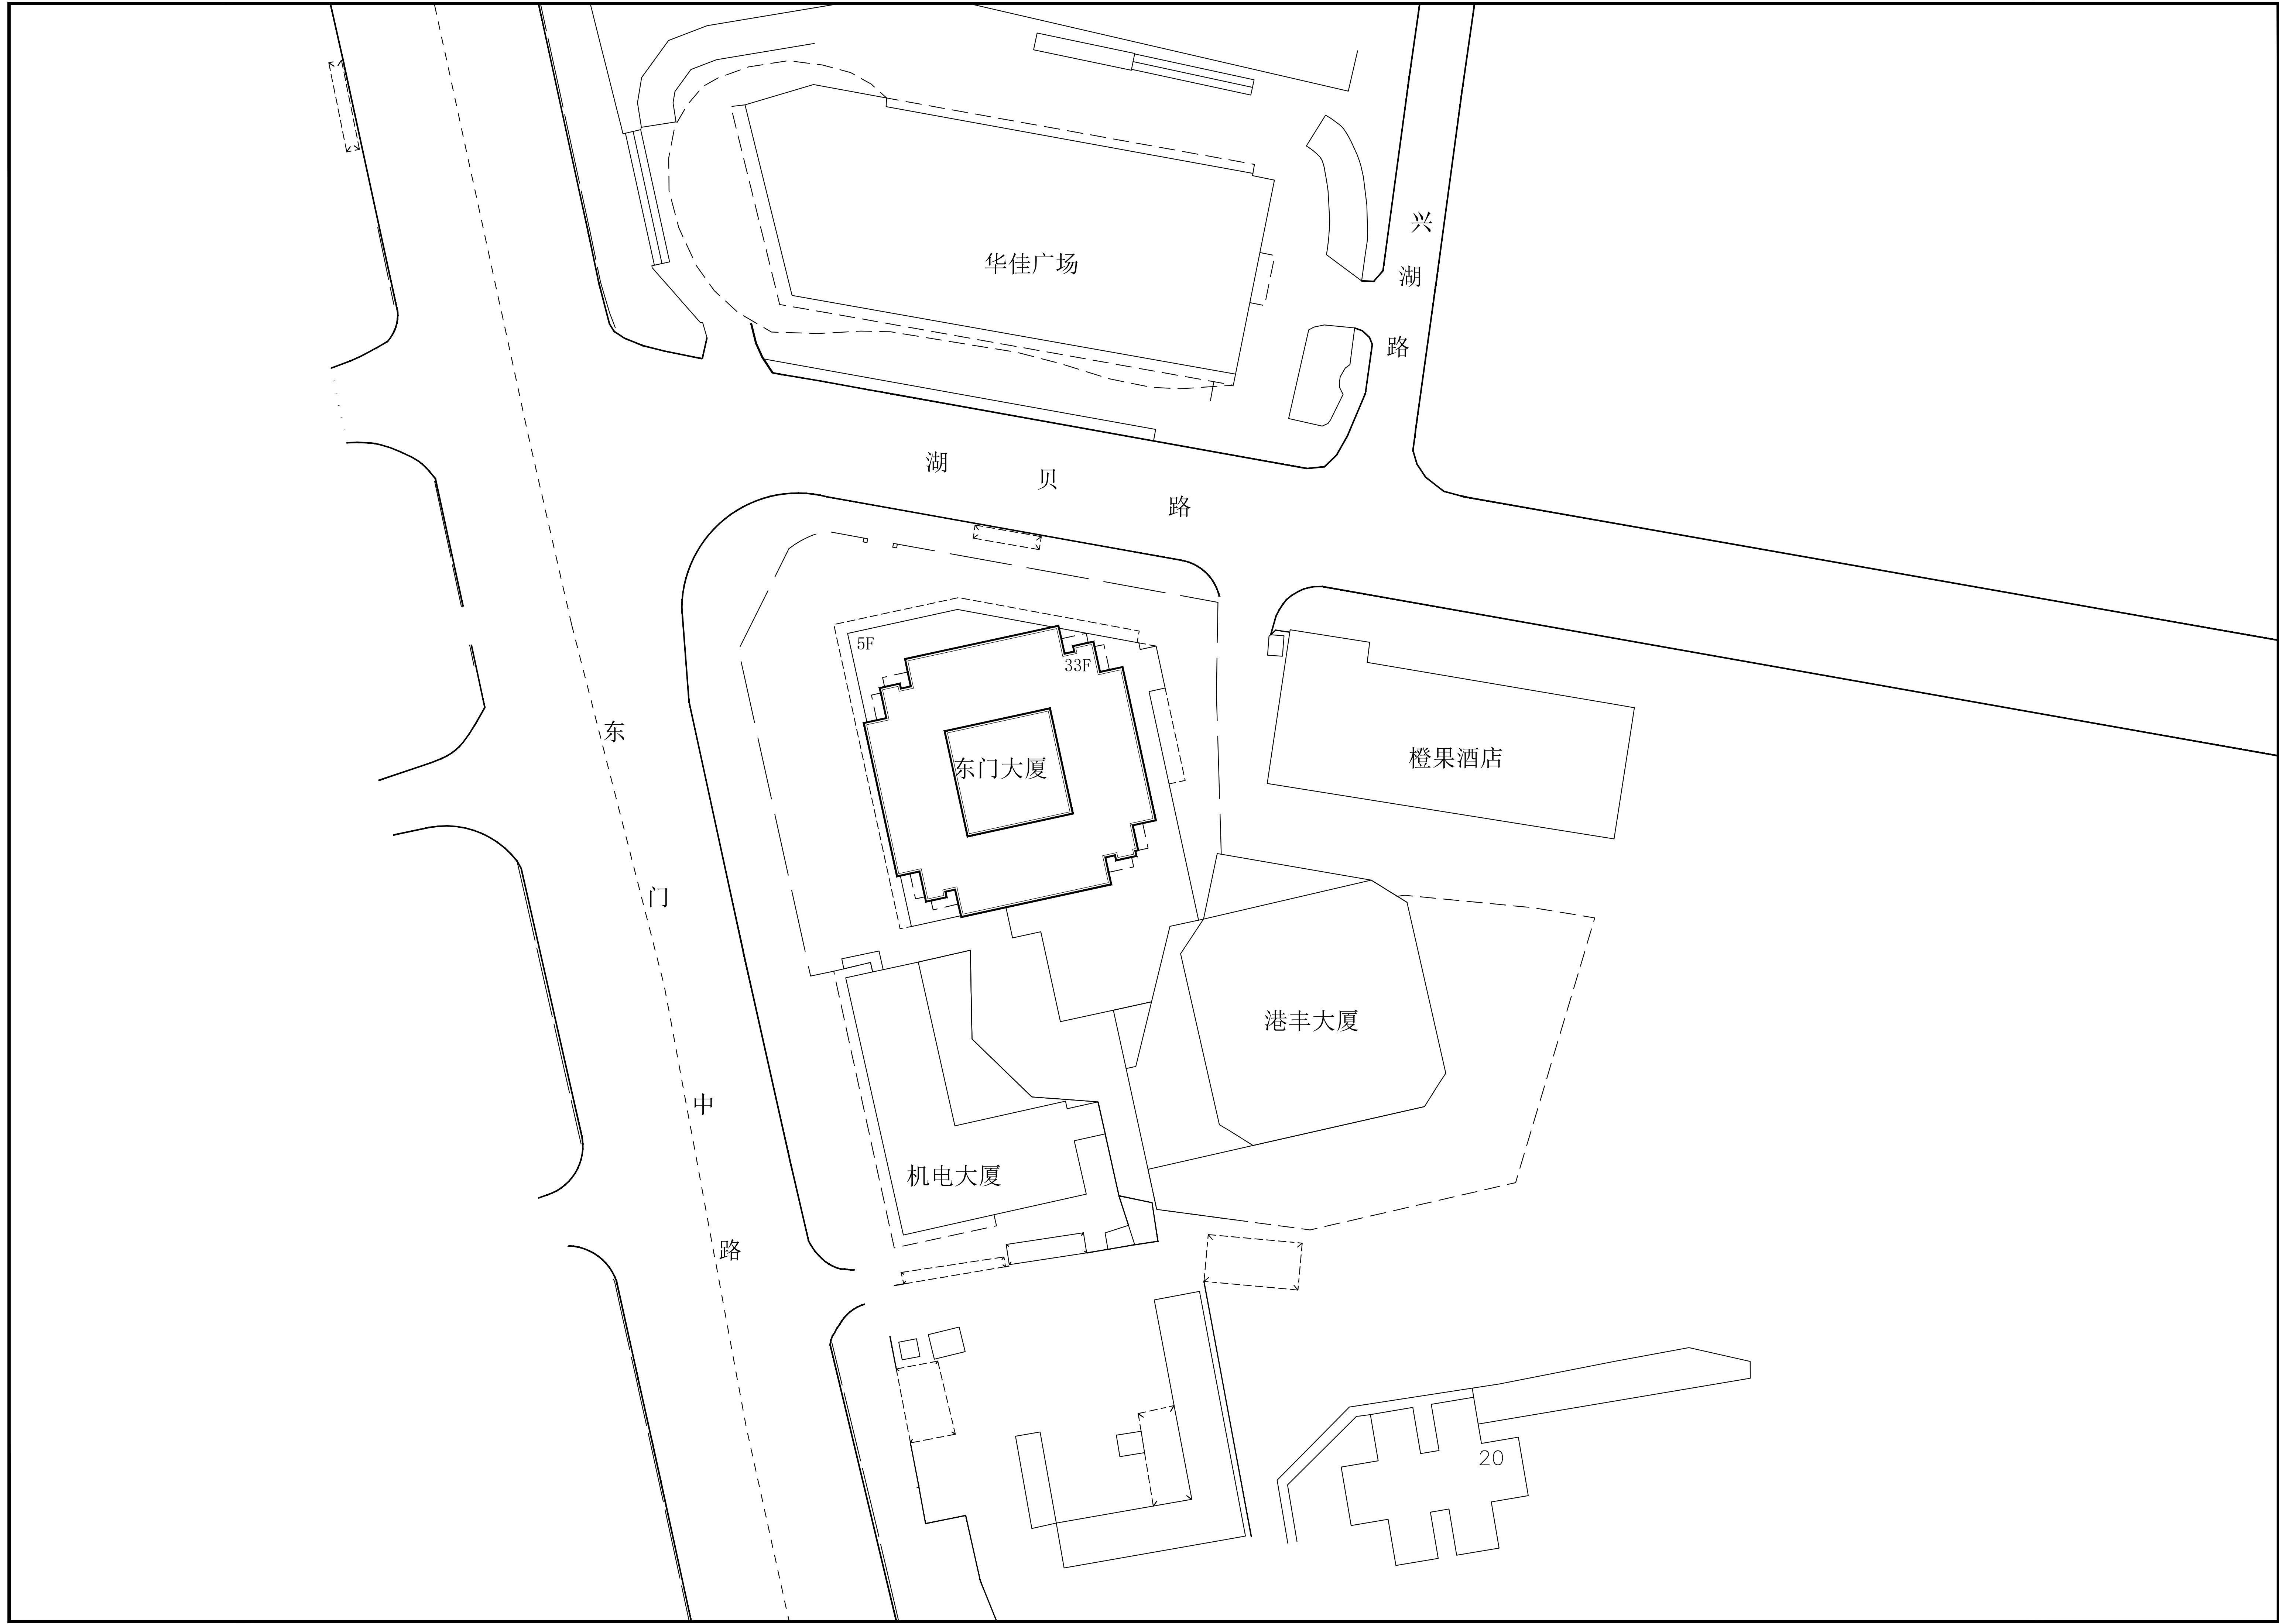 华佳广场
兴湖路
湖贝路
5F
33F
东门大厦
橙果酒店
东门中路
港丰大厦
机电大厦
20